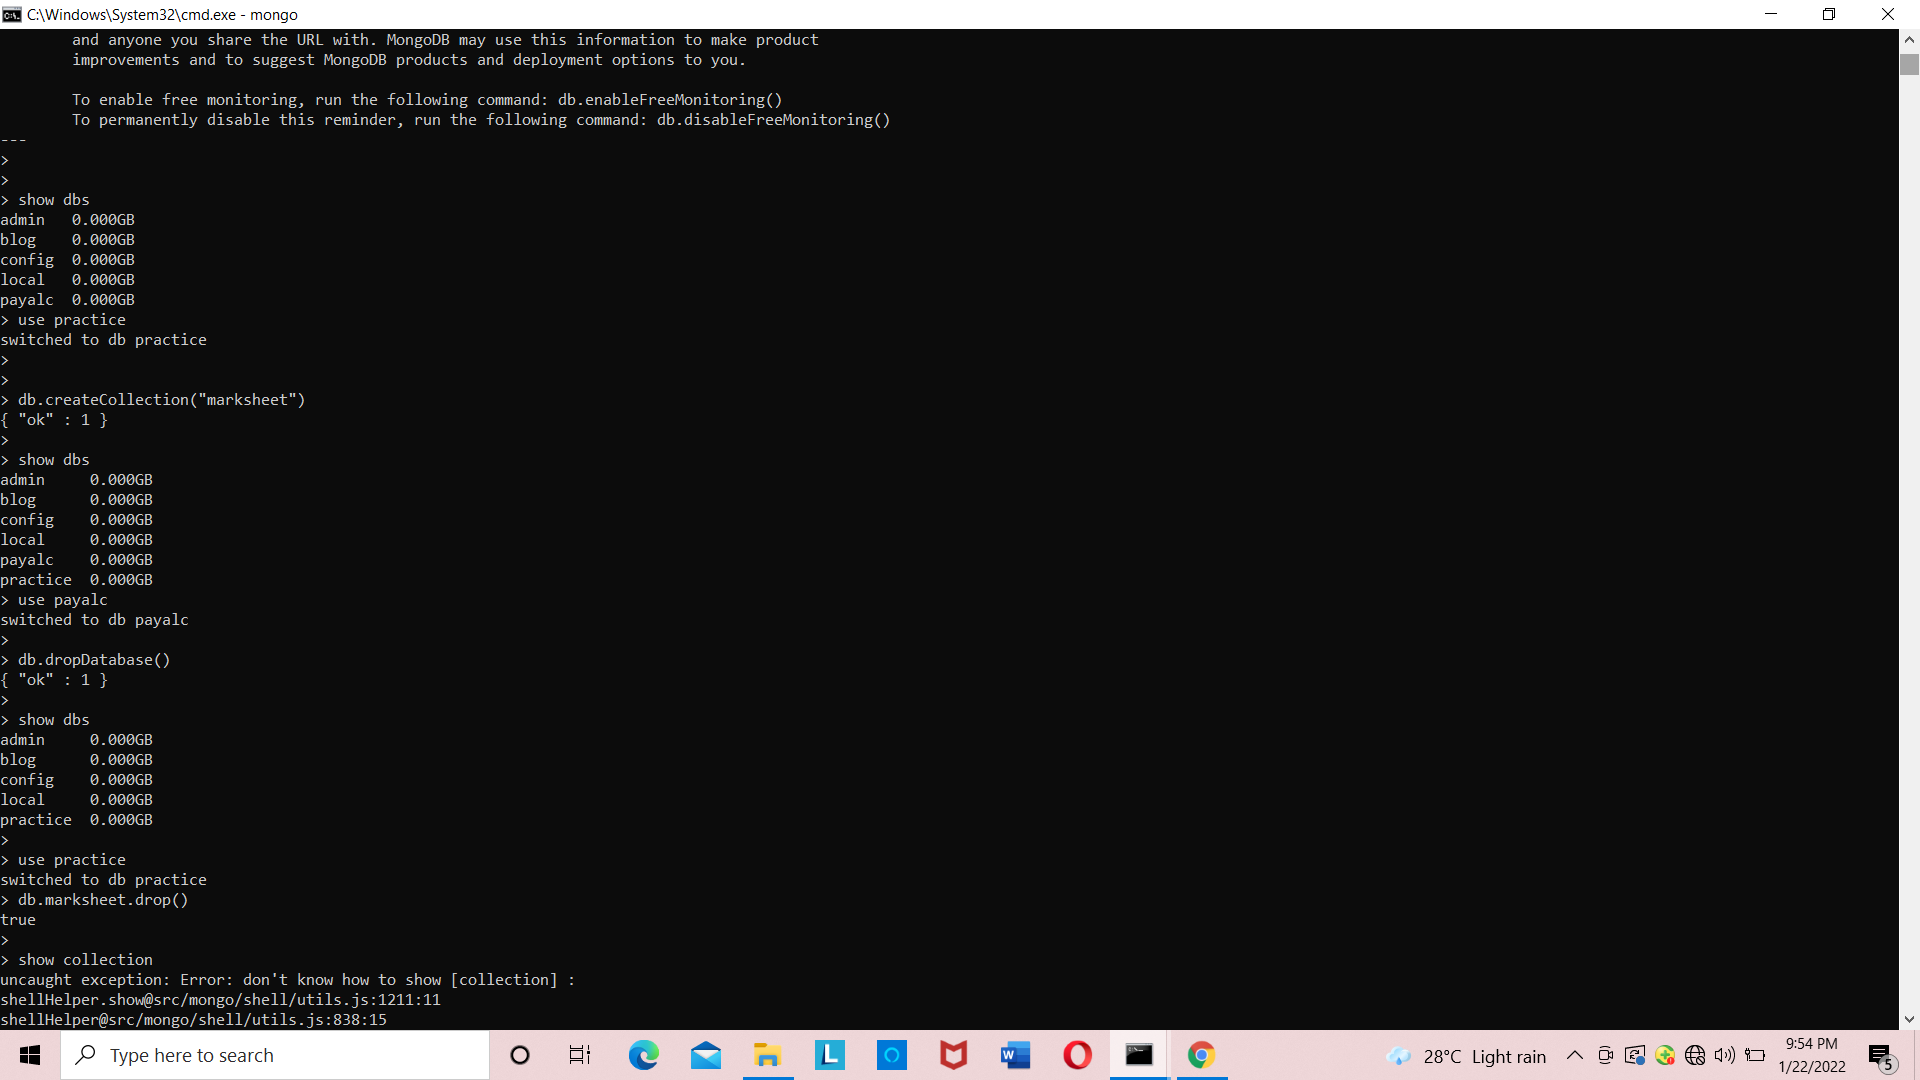 C:\Windows\System32\cmd.exe - mongo
and anyone you share the URL with. MongoDB may use this information to make product
improvements and to suggest MongoDB products and deployment options to you.
To enable free monitoring, run the following command: db.enableFreeMonitoring()
To permanently disable this reminder, run the following command: db.disableFreeMonitoring()
---
>
>
> show dbs
admin   0.000GB
blog    0.000GB
config  0.000GB
local   0.000GB
payalc  0.000GB
> use practice
switched to db practice
>
>
> db.createCollection("marksheet")
{ "ok" : 1 }
>
> show dbs
admin     0.000GB
blog      0.000GB
config    0.000GB
local     0.000GB
payalc    0.000GB
practice  0.000GB
> use payalc
switched to db payalc
>
> db.dropDatabase()
{ "ok" : 1 }
>
> show dbs
admin     0.000GB
blog      0.000GB
config    0.000GB
local     0.000GB
practice  0.000GB
>
> use practice
switched to db practice
> db.marksheet.drop()
true
>
> show collection
uncaught exception: Error: don't know how to show [collection] :
shellHelper.show@src/mongo/shell/utils.js:1211:11
shellHelper@src/mongo/shell/utils.js:838:15
Type here to search
L
W
28°C Light rain
9:54 PM
1/22/2022
5